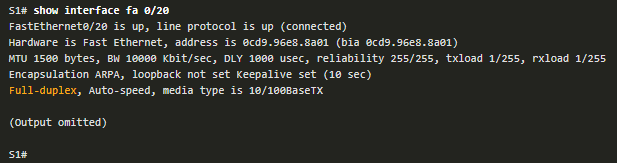 S1# show interface fa 0/20
FastEthernet0/20 is up, line protocol is up (connected)
Hardware is Fast Ethernet, address is 0cd9.96e8.8a01 (bia 0cd9.96e8.8a01)
MTU 1500 bytes, BW 10000 Kbit/sec, DLY 1000 usec, reliability 255/255, txload 1/255, rxload 1/255
Encapsulation ARPA, loopback not set Keepalive set (10 sec)
Full-duplex, Auto-speed, media type is 10/100BaseTX
(Output omitted)
S1#